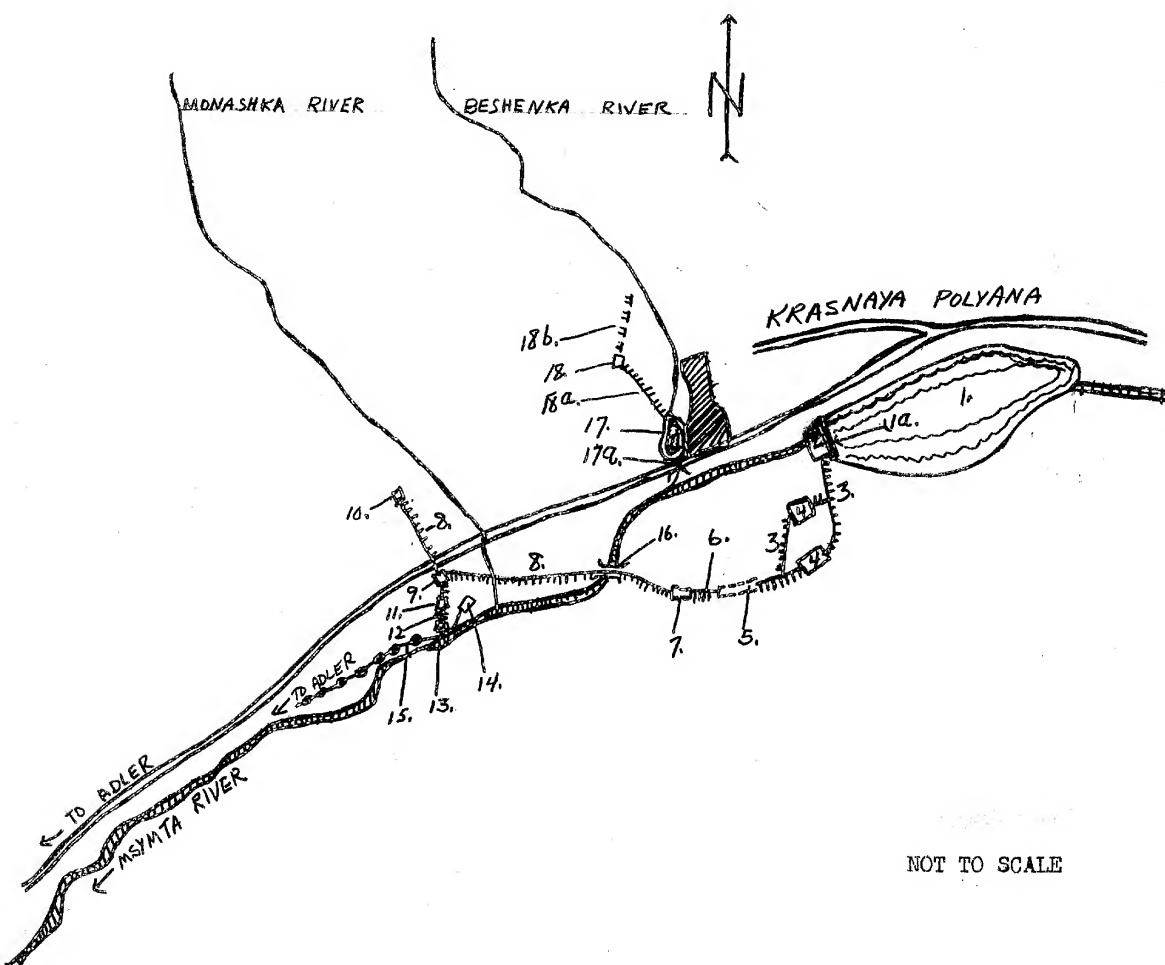 N
MONASHKA RIVER
BESHENKA RIVER
KRASNAYA POLYANA
18b.
18.
18a.
1.
1a.
2
17.
17a.
3.
4
10.
8.
16.
6.
3
4
8.
9.
11.
12
7.
5.
14.
TO ADLER
15.
13.
TO ADLER
MSYMTA RIVER
NOT TO SCALE